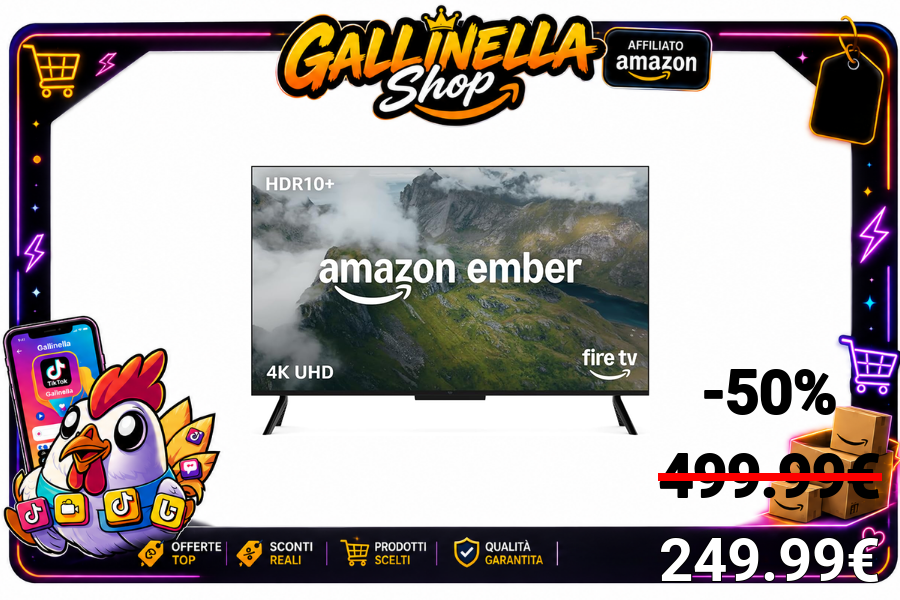 GALLINELLA
Shop
AFFILIATO
amazon
HDR10+
amazon ember
4K UHD
fire tv
Gallinella
TikTok
Gallinella
-50%
499.99€
249.99€
OFFERTE
TOP
SCONTI
REALI
PRODOTTI
SCELTI
QUALITÀ
GARANTITA